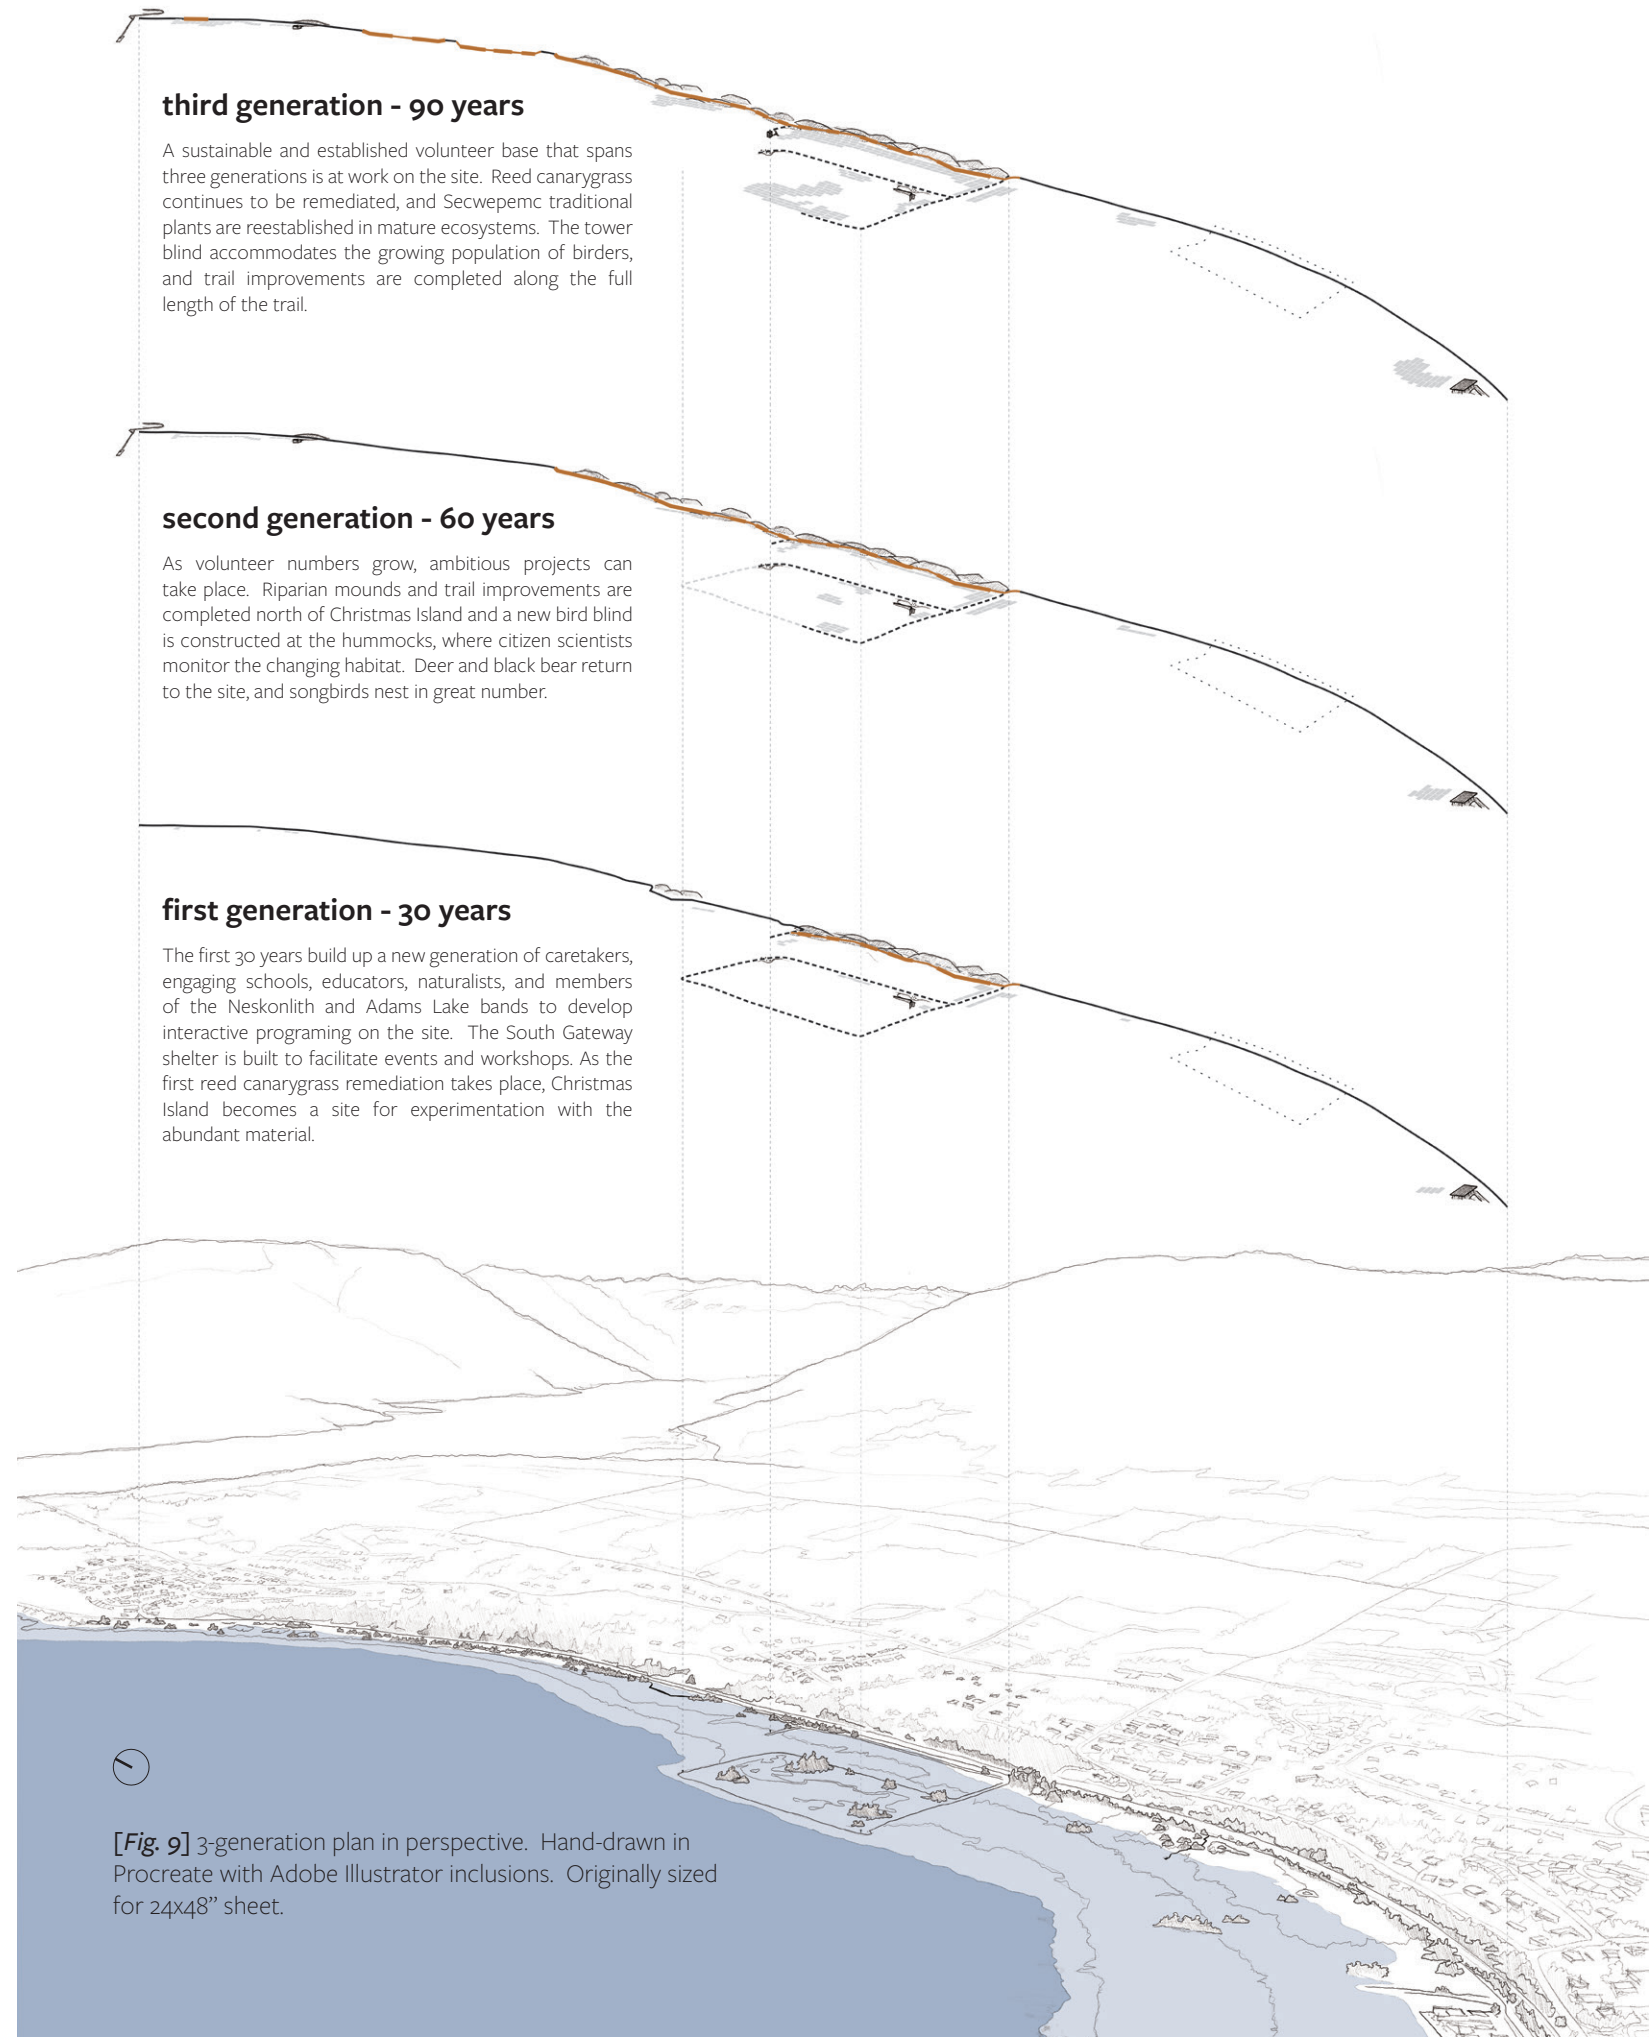 third generation - 90 years
A sustainable and established volunteer base that spans
three generations is at work on the site. Reed canarygrass
continues to be remediated, and Secwepemc traditional
plants are reestablished in mature ecosystems. The tower
blind accommodates the growing population of birders,
and trail improvements are completed along the full
length of the trail.
second generation - 60 years
As volunteer numbers grow, ambitious projects can
take place. Riparian mounds and trail improvements are
completed north of Christmas Island and a new bird blind
is constructed at the hummocks, where citizen scientists
monitor the changing habitat. Deer and black bear return
to the site, and songbirds nest in great number.
first generation - 30 years
The first 30 years build up a new generation of caretakers,
engaging schools, educators, naturalists, and members
of the Neskonlith and Adams Lake bands to develop
interactive programing on the site. The South Gateway
shelter is built to facilitate events and workshops. As the
first reed canarygrass remediation takes place, Christmas
Island becomes a site for experimentation with the
abundant material.
[Fig. 9] 3-generation plan in perspective. Hand-drawn in
Procreate with Adobe Illustrator inclusions. Originally sized
for 24x48” sheet.